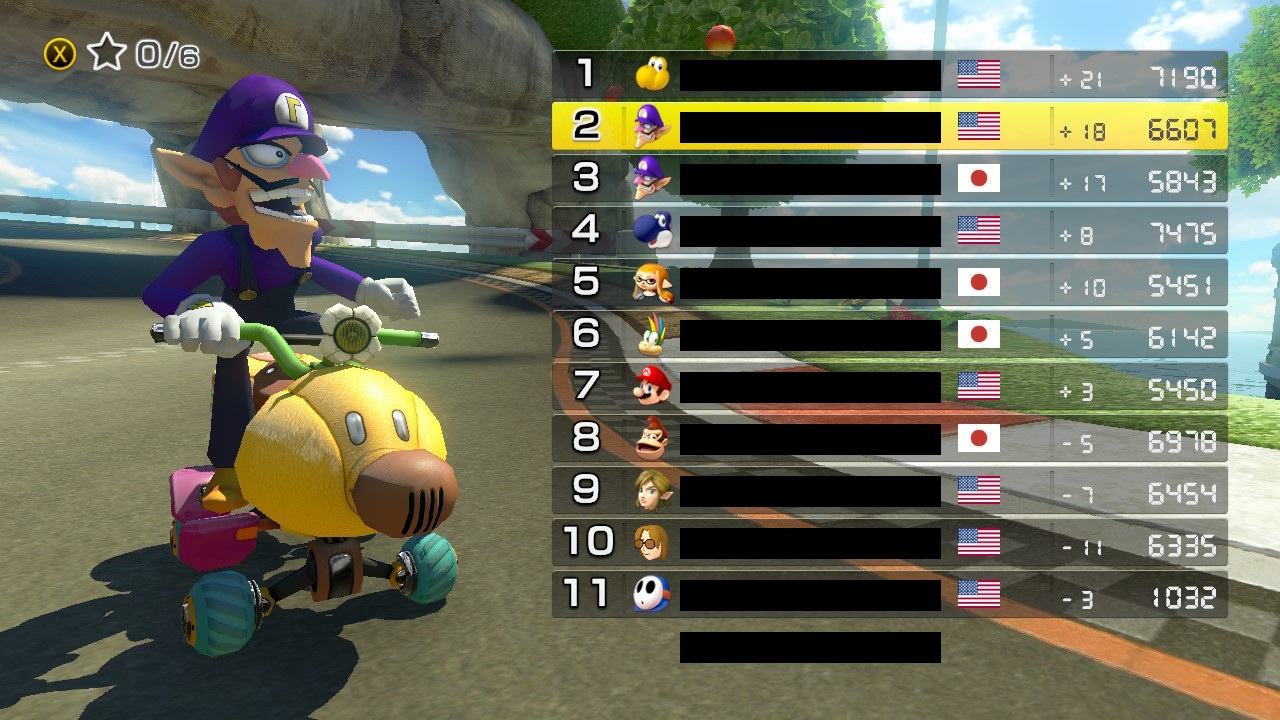 X 0/6
1 + 21 7190
2 + 18 6607
3 + 17 5843
4 + 8 7475
5 + 10 5451
6 + 5 6142
7 + 3 5450
8 - 5 6978
9 - 7 6454
10 - 11 6335
11 - 3 1032